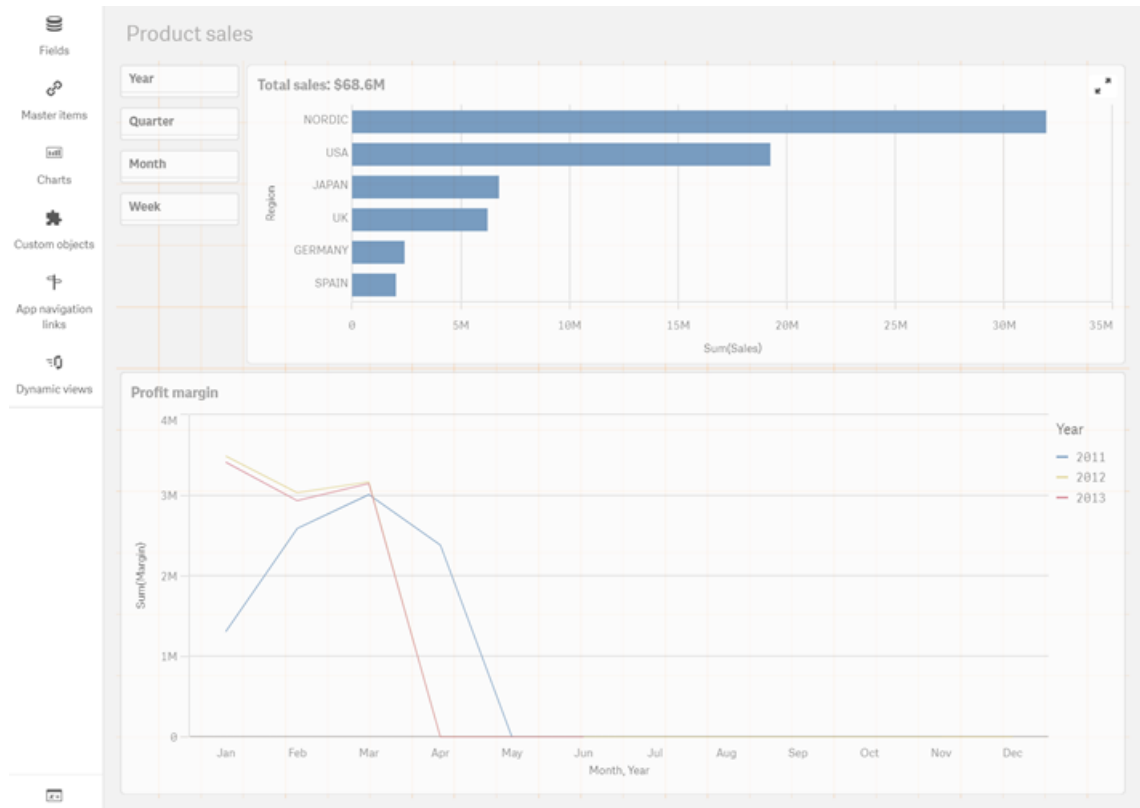 Fields
Master items
Charts
Custom objects
App navigation
links
Dynamic views
Product sales
Year
Quarter
Month
Week
Total sales: $68.6M
Region
NORDIC
USA
JAPAN
UK
GERMANY
SPAIN
0 5M 10M 15M 20M 25M 30M 35M
Sum(Sales)
Profit margin
Sum(Margin)
4M
3M
2M
1M
0
Jan Feb Mar Apr May Jun Jul Aug Sep Oct Nov Dec
Month, Year
Year
2011
2012
2013